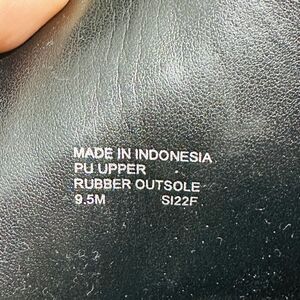 MADE IN INDONESIA
PU UPPER
RUBBER OUTSOLE
9.5M SI22F